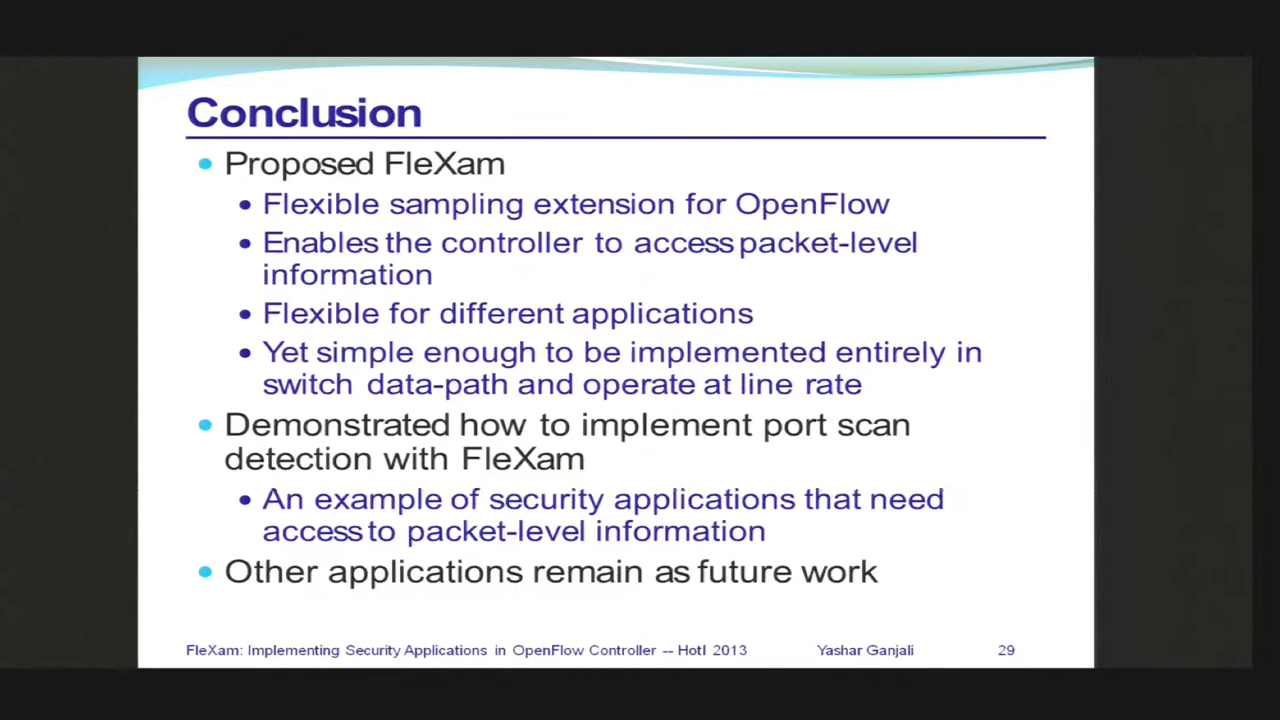 Conclusion
Proposed FleXam
Flexible sampling extension for OpenFlow
Enables the controller to access packet-level
information
Flexible for different applications
Yet simple enough to be implemented entirely in
switch data-path and operate at line rate
Demonstrated how to implement port scan
detection with FleXam
An example of security applications that need
access to packet-level information
Other applications remain as future work
FleXam: Implementing Security Applications in OpenFlow Controller -- HotI 2013 Yashar Ganjali 29